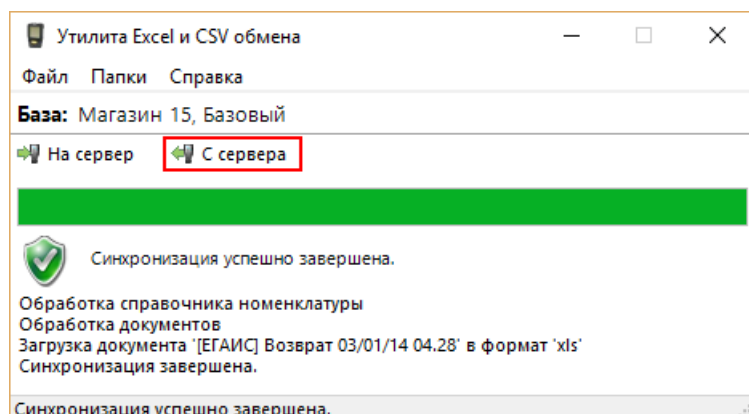 Утилита Excel и CSV обмена
Файл Папки Справка
База: Магазин 15, Базовый
На сервер С сервера
Синхронизация успешно завершена.
Обработка справочника номенклатуры
Обработка документов
Загрузка документа '[ЕГАИС] Возврат 03/01/14 04.28' в формат 'xls'
Синхронизация завершена.
Синхронизация успешно завершена.